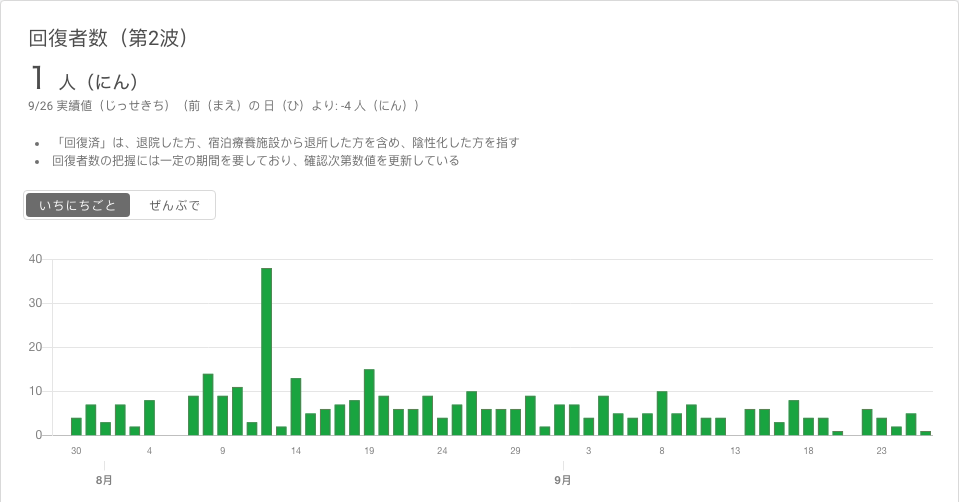 回復者数（第2波）
1 人（にん）
9/26 実績値（じっせきち）（前（まえ）の 日（ひ）より: -4 人（にん））
• 「回復済」は、退院した方、宿泊療養施設から退所した方を含め、陰性化した方を指す
• 回復者数の把握には一定の期間を要しており、確認次第数値を更新している
いちにちごと ぜんぶで
40
30
20
10
0
30 4 9 14 19 24 29 3 8 13 18 23
8月 9月